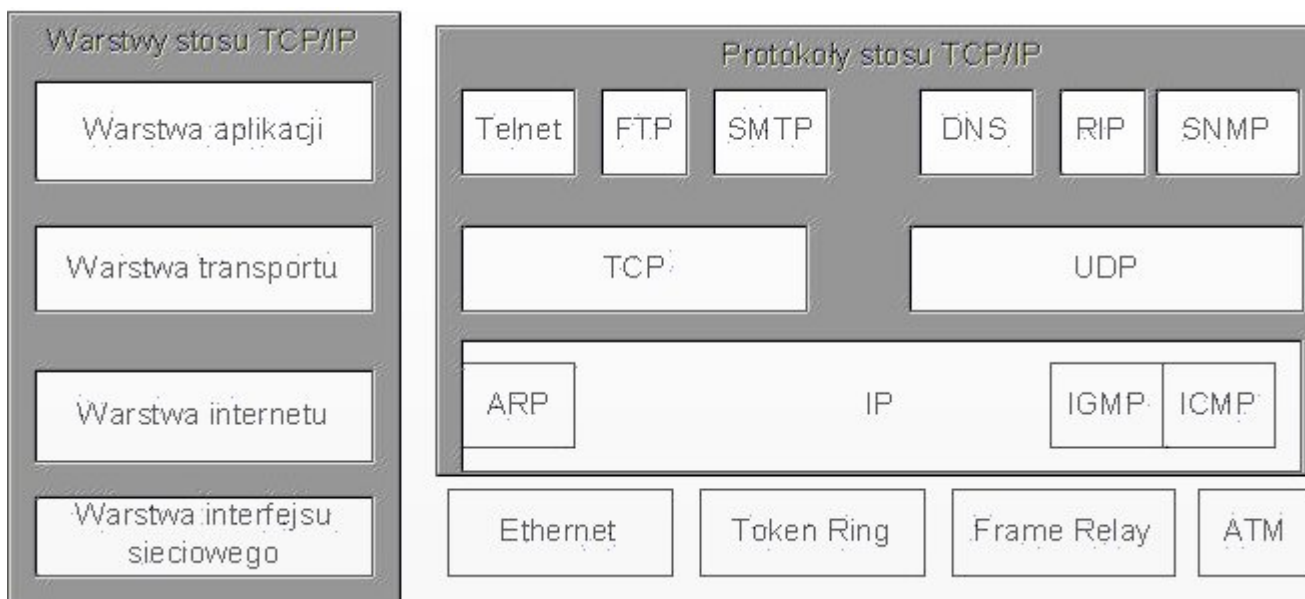 Warstwy stosu TCP/IP
Warstwa aplikacji
Warstwa transportu
Warstwa internetu
Warstwa interfejsu
sieciowego
Protokoły stosu TCP/IP
Telnet FTP SMTP DNS RIP SNMP
TCP UDP
ARP IP IGMP ICMP
Ethernet Token Ring Frame Relay ATM